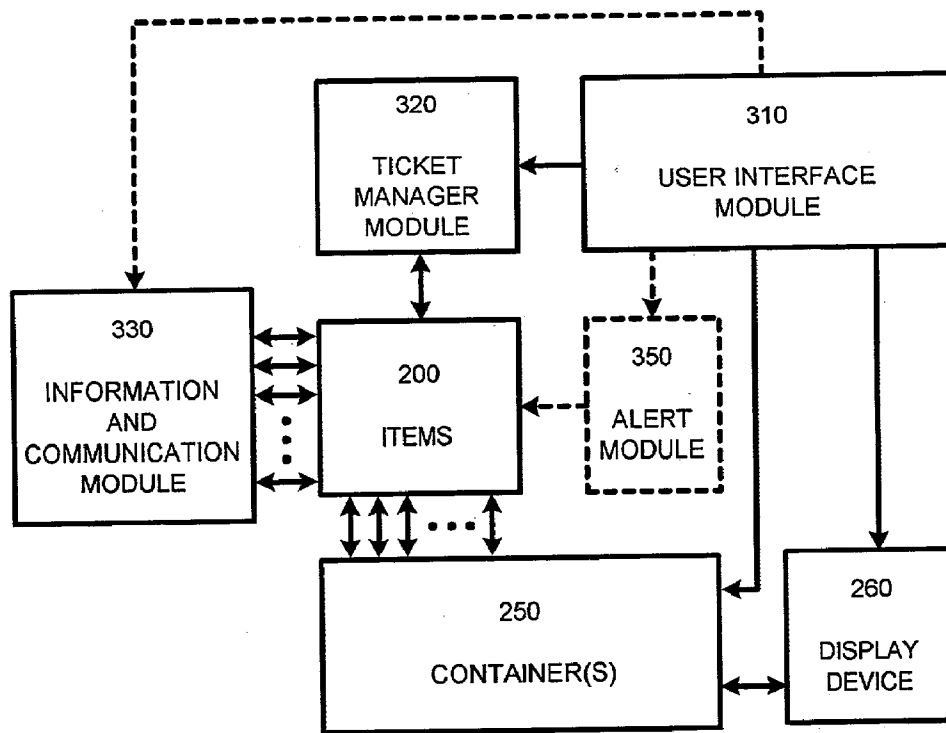 320
TICKET
MANAGER
MODULE
310
USER INTERFACE
MODULE
330
INFORMATION
AND
COMMUNICATION
MODULE
200
ITEMS
350
ALERT
MODULE
250
CONTAINER(S)
260
DISPLAY
DEVICE